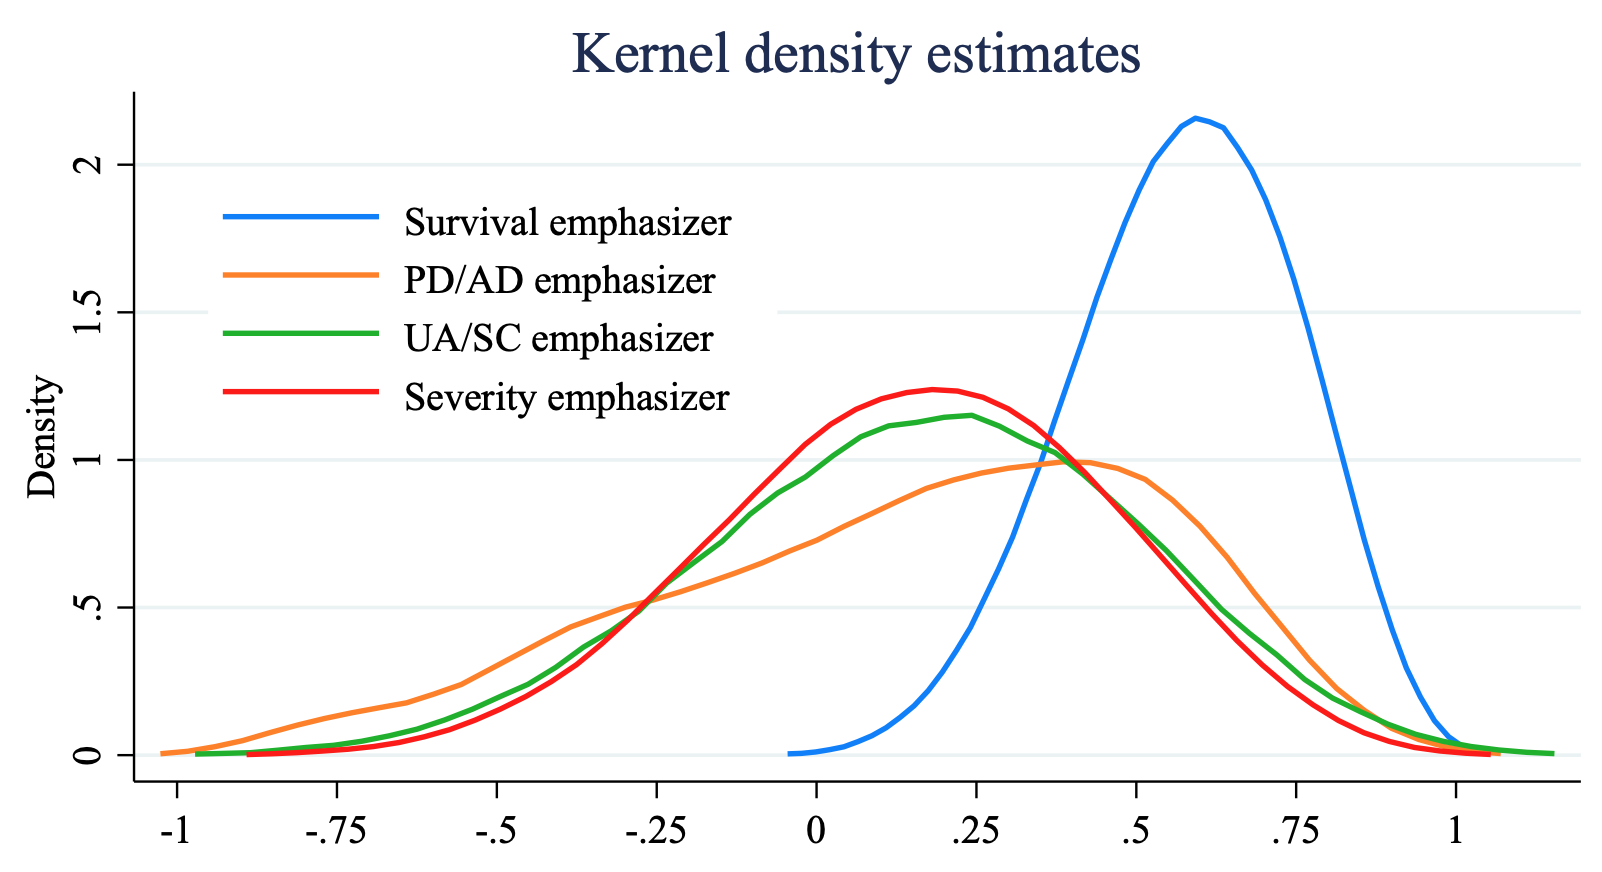 Kernel density estimates
Survival emphasizer
PD/AD emphasizer
UA/SC emphasizer
Severity emphasizer
Density
2
1.5
1
.5
0
-1 -.75 -.5 -.25 0 .25 .5 .75 1